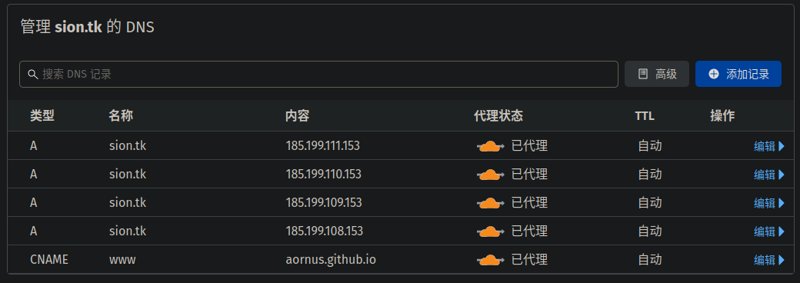 管理 sion.tk 的 DNS
搜索 DNS 记录
高级
添加记录
类型 名称 内容 代理状态 TTL 操作
A sion.tk 185.199.111.153 已代理 自动 编辑
A sion.tk 185.199.110.153 已代理 自动 编辑
A sion.tk 185.199.109.153 已代理 自动 编辑
A sion.tk 185.199.108.153 已代理 自动 编辑
CNAME www aornus.github.io 已代理 自动 编辑